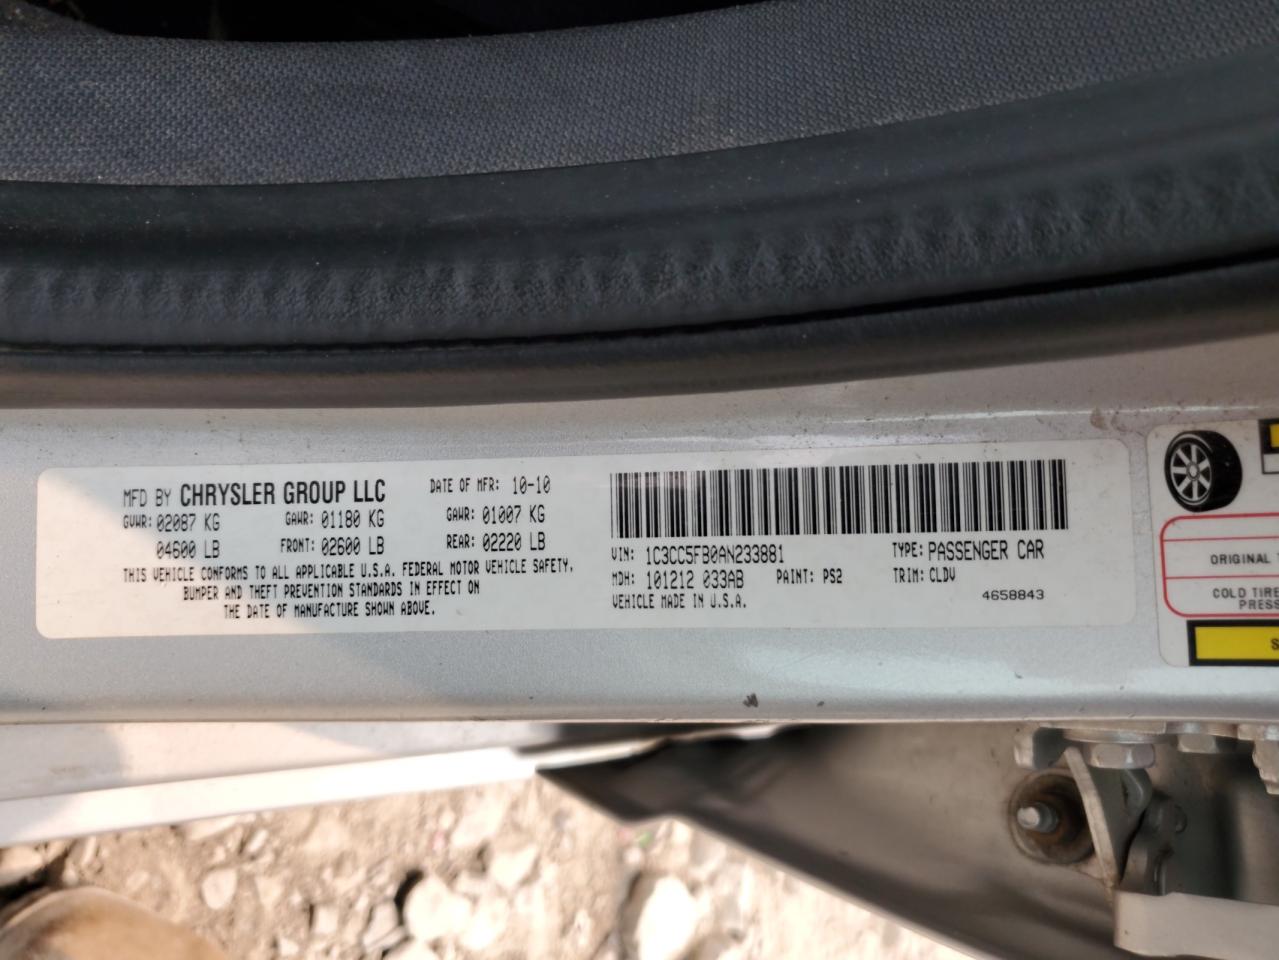 MFD BY CHRYSLER GROUP LLC DATE OF MFR: 10-10
GVWR: 02087 KG GAWR: 01180 KG GAWR: 01007 KG
04600 LB FRONT: 02600 LB REAR: 02220 LB
THIS VEHICLE CONFORMS TO ALL APPLICABLE U.S.A. FEDERAL MOTOR VEHICLE SAFETY,
BUMPER AND THEFT PREVENTION STANDARDS IN EFFECT ON
THE DATE OF MANUFACTURE SHOWN ABOVE.
VIN: 1C3CC5FB0AN233881 TYPE: PASSENGER CAR
MDH: 101212 033AB PAINT: PS2 TRIM: CLDV
VEHICLE MADE IN U.S.A. 4658843
ORIGINAL
COLD TIRE
PRESS